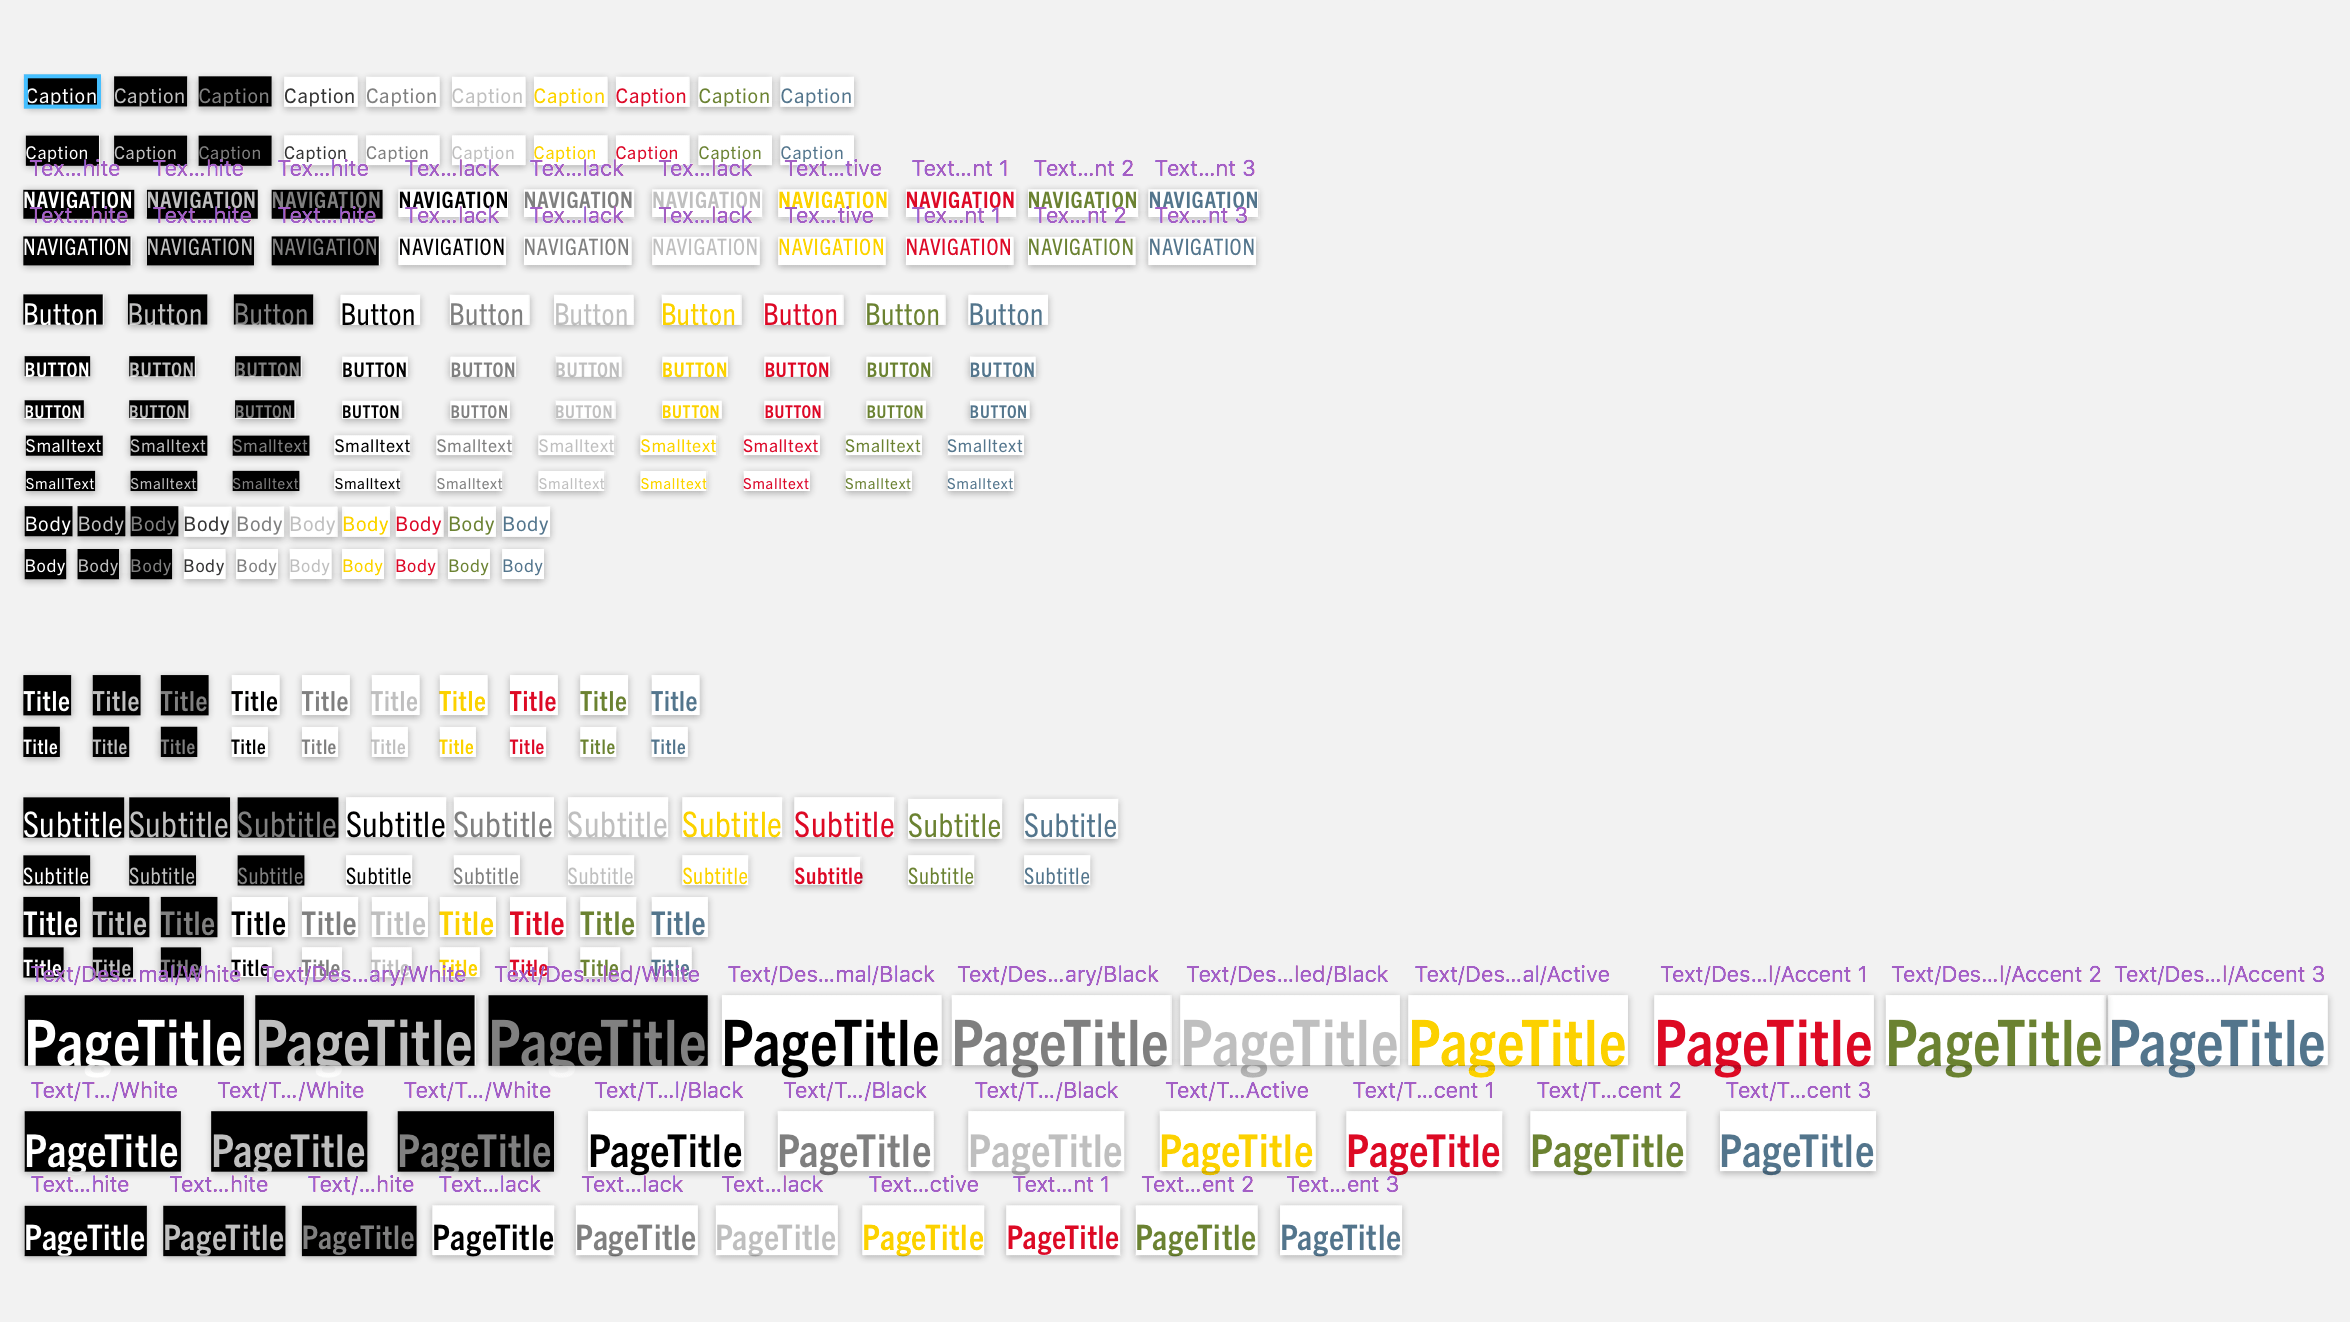 Caption Caption Caption Caption Caption Caption Caption Caption Caption Caption
Caption Caption Caption Caption Caption Caption Caption Caption Caption Caption
Tex...hite Tex...hite Tex...hite Tex...lack Tex...lack Tex...lack Text...tive Text...nt 1 Text...nt 2 Text...nt 3
NAVIGATION NAVIGATION NAVIGATION NAVIGATION NAVIGATION NAVIGATION NAVIGATION NAVIGATION NAVIGATION NAVIGATION
Text...hite Text...hite Text...hite Tex...lack Tex...lack Tex...lack Tex...tive Tex...nt 1 Tex...nt 2 Tex...nt 3
NAVIGATION NAVIGATION NAVIGATION NAVIGATION NAVIGATION NAVIGATION NAVIGATION NAVIGATION NAVIGATION NAVIGATION
Button Button Button Button Button Button Button Button Button Button
BUTTON BUTTON BUTTON BUTTON BUTTON BUTTON BUTTON BUTTON BUTTON BUTTON
BUTTON BUTTON BUTTON BUTTON BUTTON BUTTON BUTTON BUTTON BUTTON BUTTON
Smalltext Smalltext Smalltext Smalltext Smalltext Smalltext Smalltext Smalltext Smalltext Smalltext
SmallText Smalltext Smalltext Smalltext Smalltext Smalltext Smalltext Smalltext Smalltext Smalltext
Body Body Body Body Body Body Body Body Body Body
Body Body Body Body Body Body Body Body Body Body
Title Title Title Title Title Title Title Title Title Title
Title Title Title Title Title Title Title Title Title Title
Subtitle Subtitle Subtitle Subtitle Subtitle Subtitle Subtitle Subtitle Subtitle Subtitle
Subtitle Subtitle Subtitle Subtitle Subtitle Subtitle Subtitle Subtitle Subtitle Subtitle
Title Title Title Title Title Title Title Title Title Title
Title Title Title Title Title Title Title Title Title Title
Text/Des...mal/White Text/Des...ary/White Text/Des...led/White Text/Des...mal/Black Text/Des...ary/Black Text/Des...led/Black Text/Des...al/Active Text/Des...l/Accent 1 Text/Des...l/Accent 2 Text/Des...l/Accent 3
PageTitle PageTitle PageTitle PageTitle PageTitle PageTitle PageTitle PageTitle PageTitle PageTitle
Text/T.../White Text/T.../White Text/T.../White Text/T...l/Black Text/T.../Black Text/T.../Black Text/T...Active Text/T...cent 1 Text/T...cent 2 Text/T...cent 3
PageTitle PageTitle PageTitle PageTitle PageTitle PageTitle PageTitle PageTitle PageTitle PageTitle
Text...hite Text...hite Text/...hite Text...lack Text...lack Text...lack Text...ctive Text...nt 1 Text...ent 2 Text...ent 3
PageTitle PageTitle PageTitle PageTitle PageTitle PageTitle PageTitle PageTitle PageTitle PageTitle